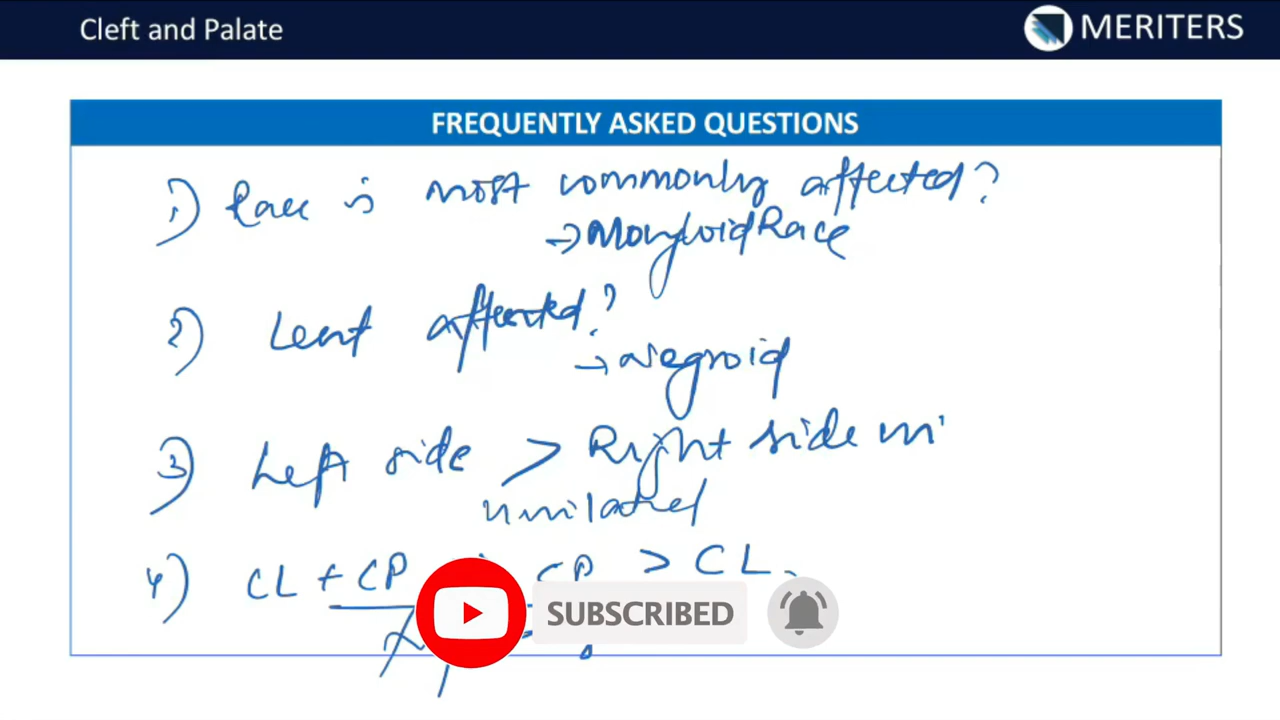 Cleft and Palate
MERITERS
FREQUENTLY ASKED QUESTIONS
1) Race is most commonly affected?
→ Mongloid Race
2) Least affected?
→ Negroid
3) Left side > Right side in
unilateral
4) CL + CP CP > CL
SUBSCRIBED